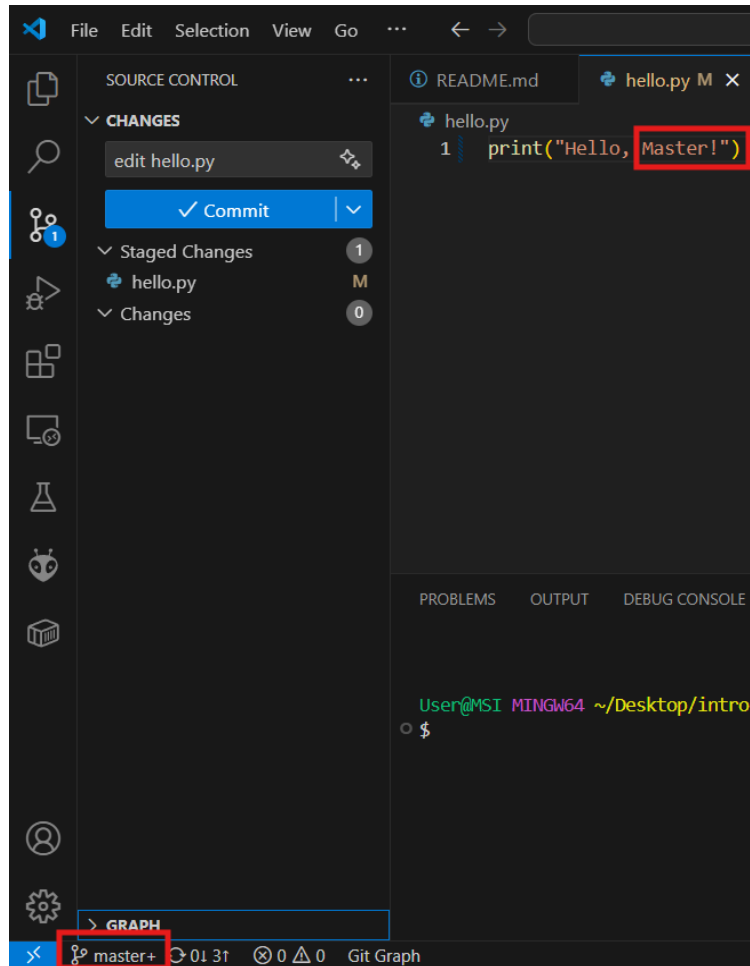 File Edit Selection View Go ...
SOURCE CONTROL ...
README.md hello.py M
CHANGES
hello.py
edit hello.py
1 print("Hello, Master!")
Commit
1
Staged Changes 1
hello.py M
Changes 0
PROBLEMS OUTPUT DEBUG CONSOLE
User@MSI MINGW64 ~/Desktop/intro
$
GRAPH
master+ 0↓ 3↑ 0 0 Git Graph